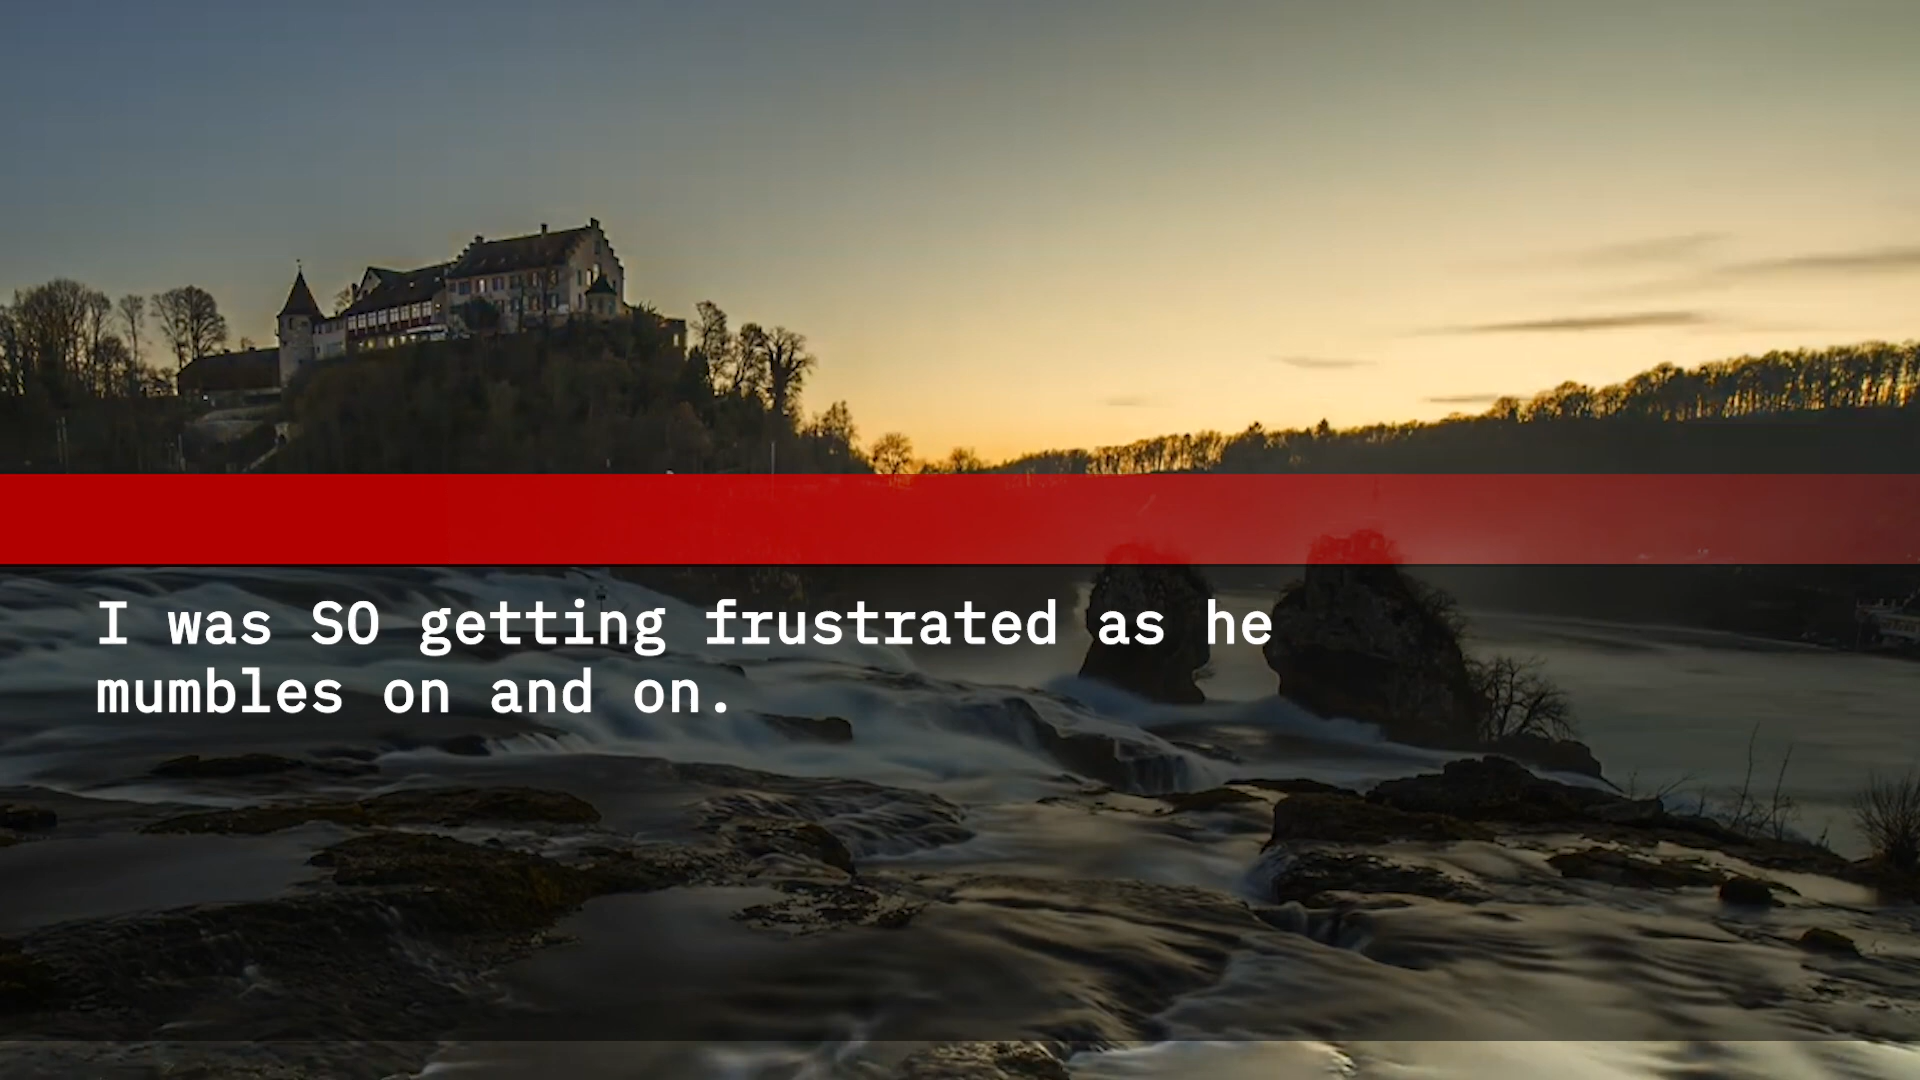 I was SO getting frustrated as he
mumbles on and on.